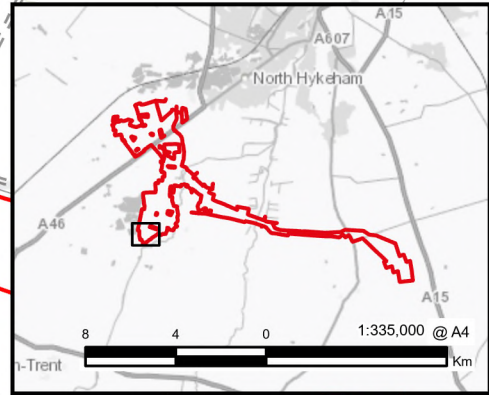 A15
A607
North Hykeham
A46
A15
8 4 0 1:335,000 @ A4
n-Trent
Km